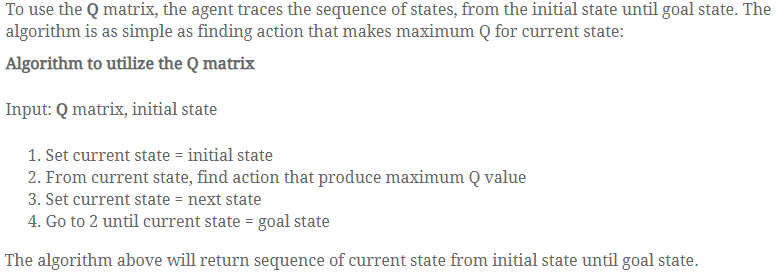 To use the Q matrix, the agent traces the sequence of states, from the initial state until goal state. The
algorithm is as simple as finding action that makes maximum Q for current state:
Algorithm to utilize the Q matrix
Input: Q matrix, initial state
1. Set current state = initial state
2. From current state, find action that produce maximum Q value
3. Set current state = next state
4. Go to 2 until current state = goal state
The algorithm above will return sequence of current state from initial state until goal state.